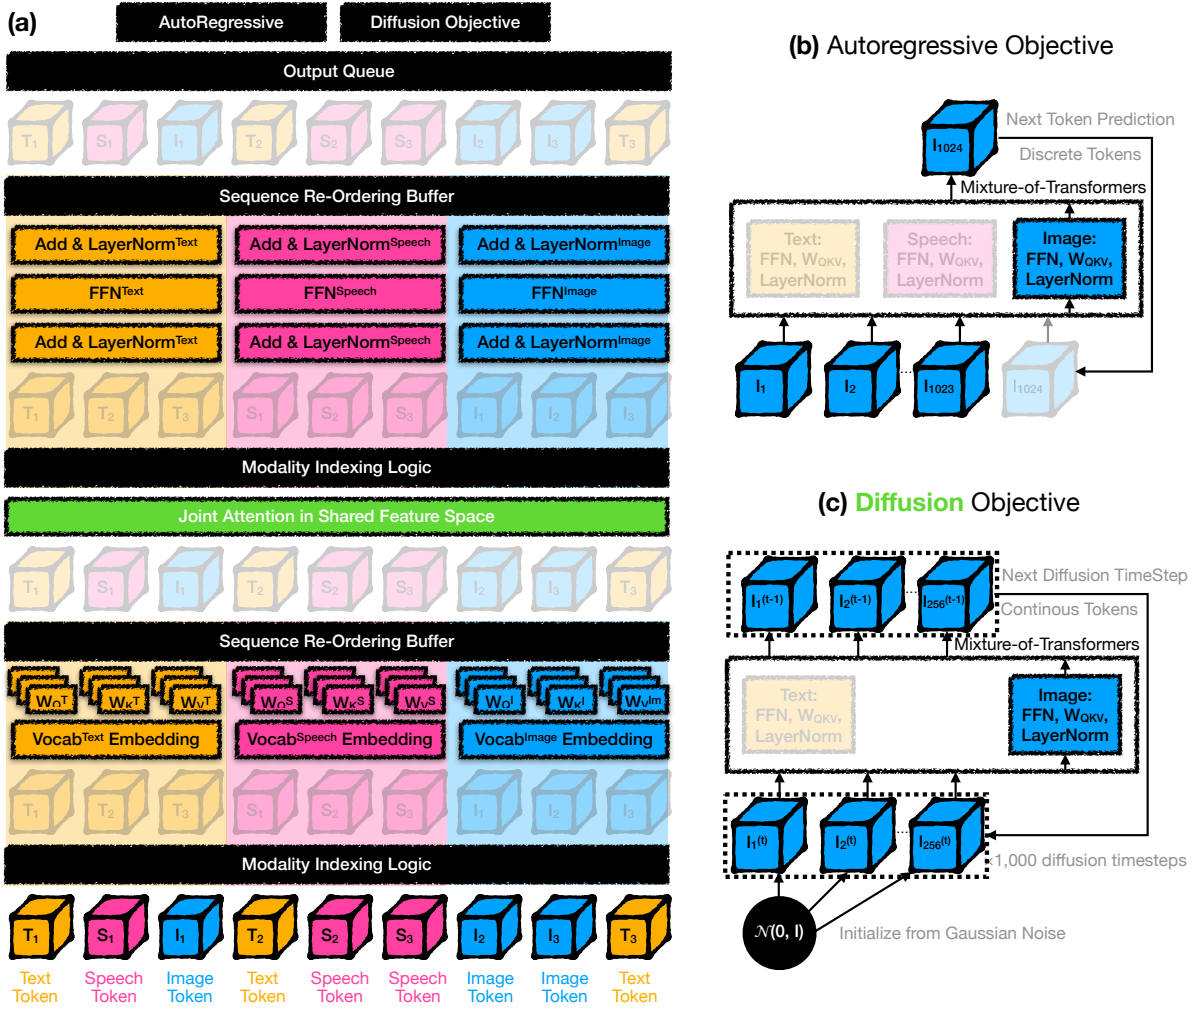 (a)
AutoRegressive
Diffusion Objective
Output Queue
T1 S1 I1 T2 S2 S3 I2 I3 T3
Sequence Re-Ordering Buffer
Add & LayerNormText Add & LayerNormSpeech Add & LayerNormImage
FFNText FFNSpeech FFNImage
Add & LayerNormText Add & LayerNormSpeech Add & LayerNormImage
T1 T2 T3 S1 S2 S3 I1 I2 I3
Modality Indexing Logic
Joint Attention in Shared Feature Space
T1 S1 I1 T2 S2 S3 I2 I3 T3
Sequence Re-Ordering Buffer
WQT WKT WVT WQS WKS WVS WQI WKI WVIm
VocabText Embedding VocabSpeech Embedding VocabImage Embedding
T1 T2 T3 S1 S2 S3 I1 I2 I3
Modality Indexing Logic
T1 S1 I1 T2 S2 S3 I2 I3 T3
Text Speech Image Text Speech Speech Image Image Text
Token Token Token Token Token Token Token Token Token
(b) Autoregressive Objective
I1024
Next Token Prediction
Discrete Tokens
Mixture-of-Transformers
Text: Speech: Image:
FFN, WQKV, FFN, WQKV, FFN, WQKV,
LayerNorm LayerNorm LayerNorm
I1 I2 I1023 I1024
(c) Diffusion Objective
I1(t-1) I2(t-1) I256(t-1)
Next Diffusion TimeStep
Continous Tokens
Mixture-of-Transformers
Text: Image:
FFN, WQKV, FFN, WQKV,
LayerNorm LayerNorm
I1(t) I2(t) I256(t)
×1,000 diffusion timesteps
𝒩(0, I)
Initialize from Gaussian Noise